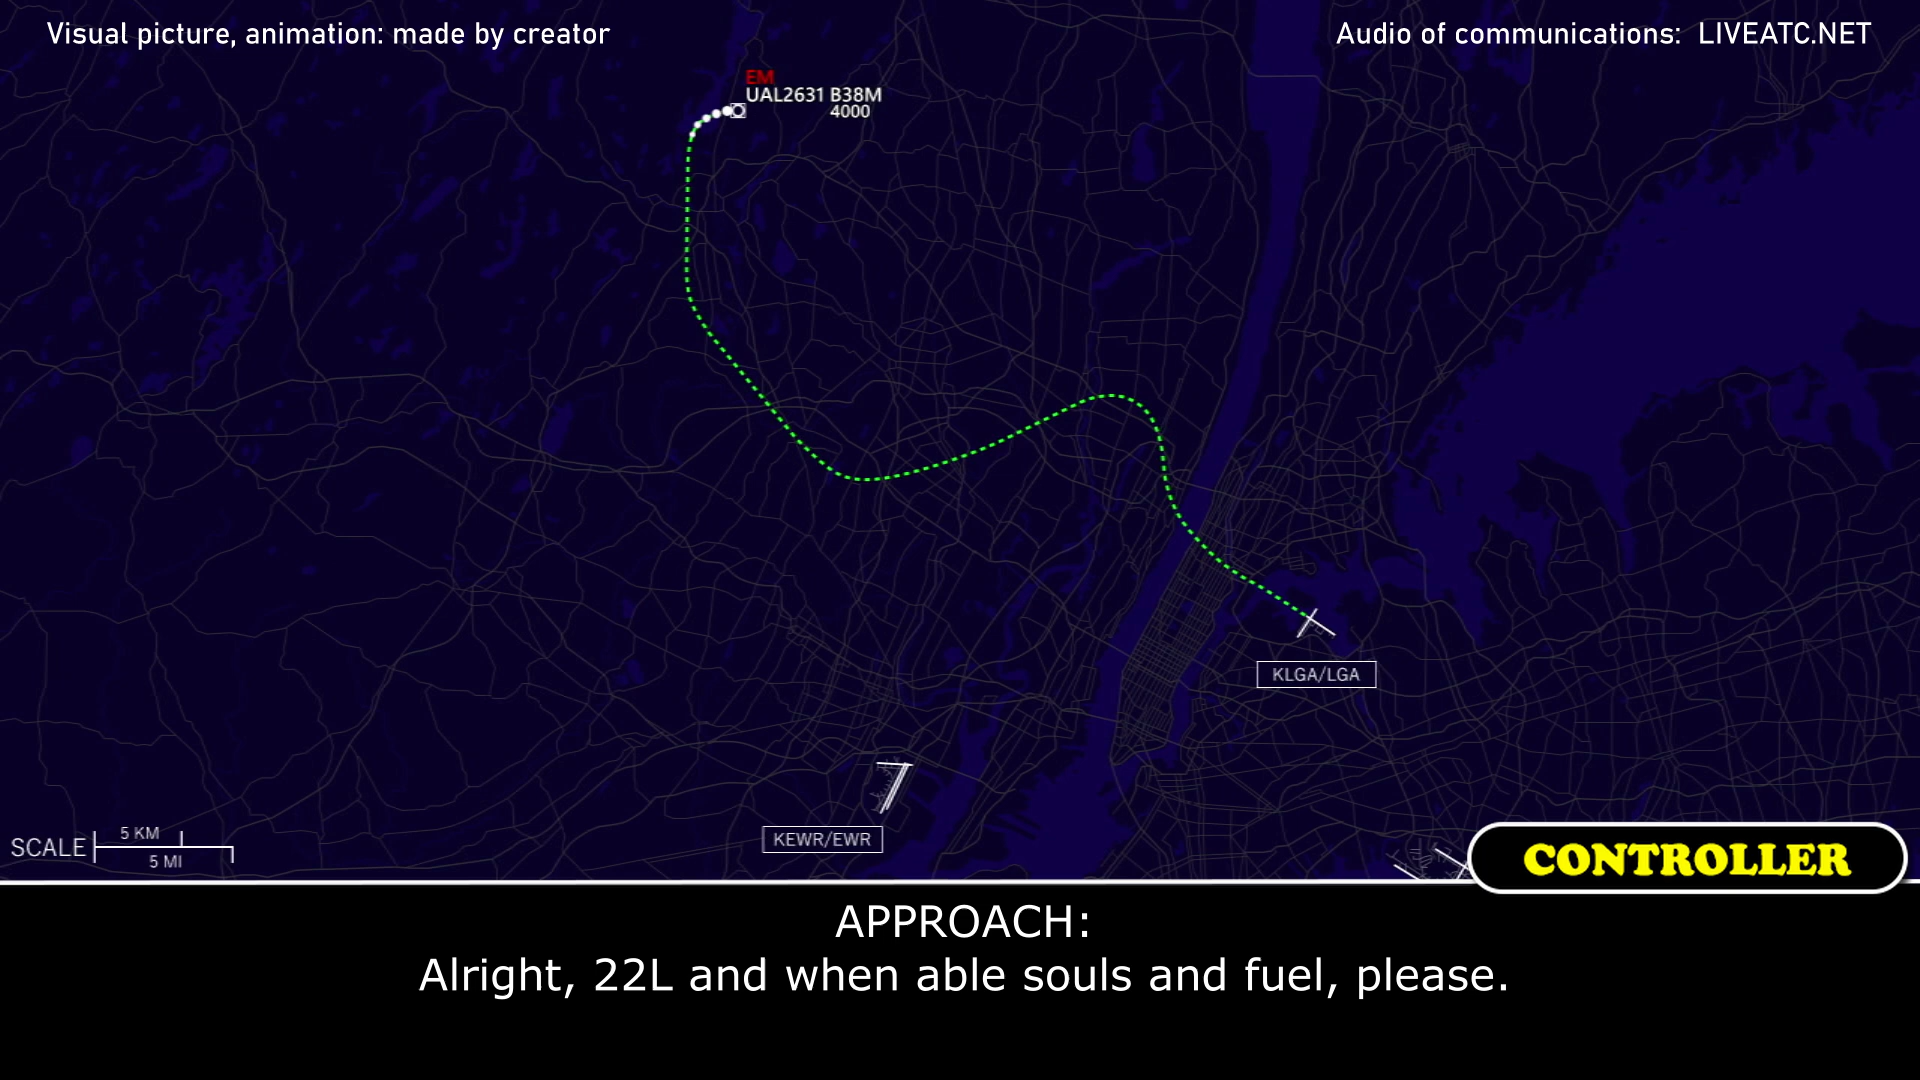 Visual picture, animation: made by creator
Audio of communications: LIVEATC.NET
EM
UAL2631 B38M
4000
KLGA/LGA
KEWR/EWR
SCALE
5 KM
5 MI
CONTROLLER
APPROACH:
Alright, 22L and when able souls and fuel, please.